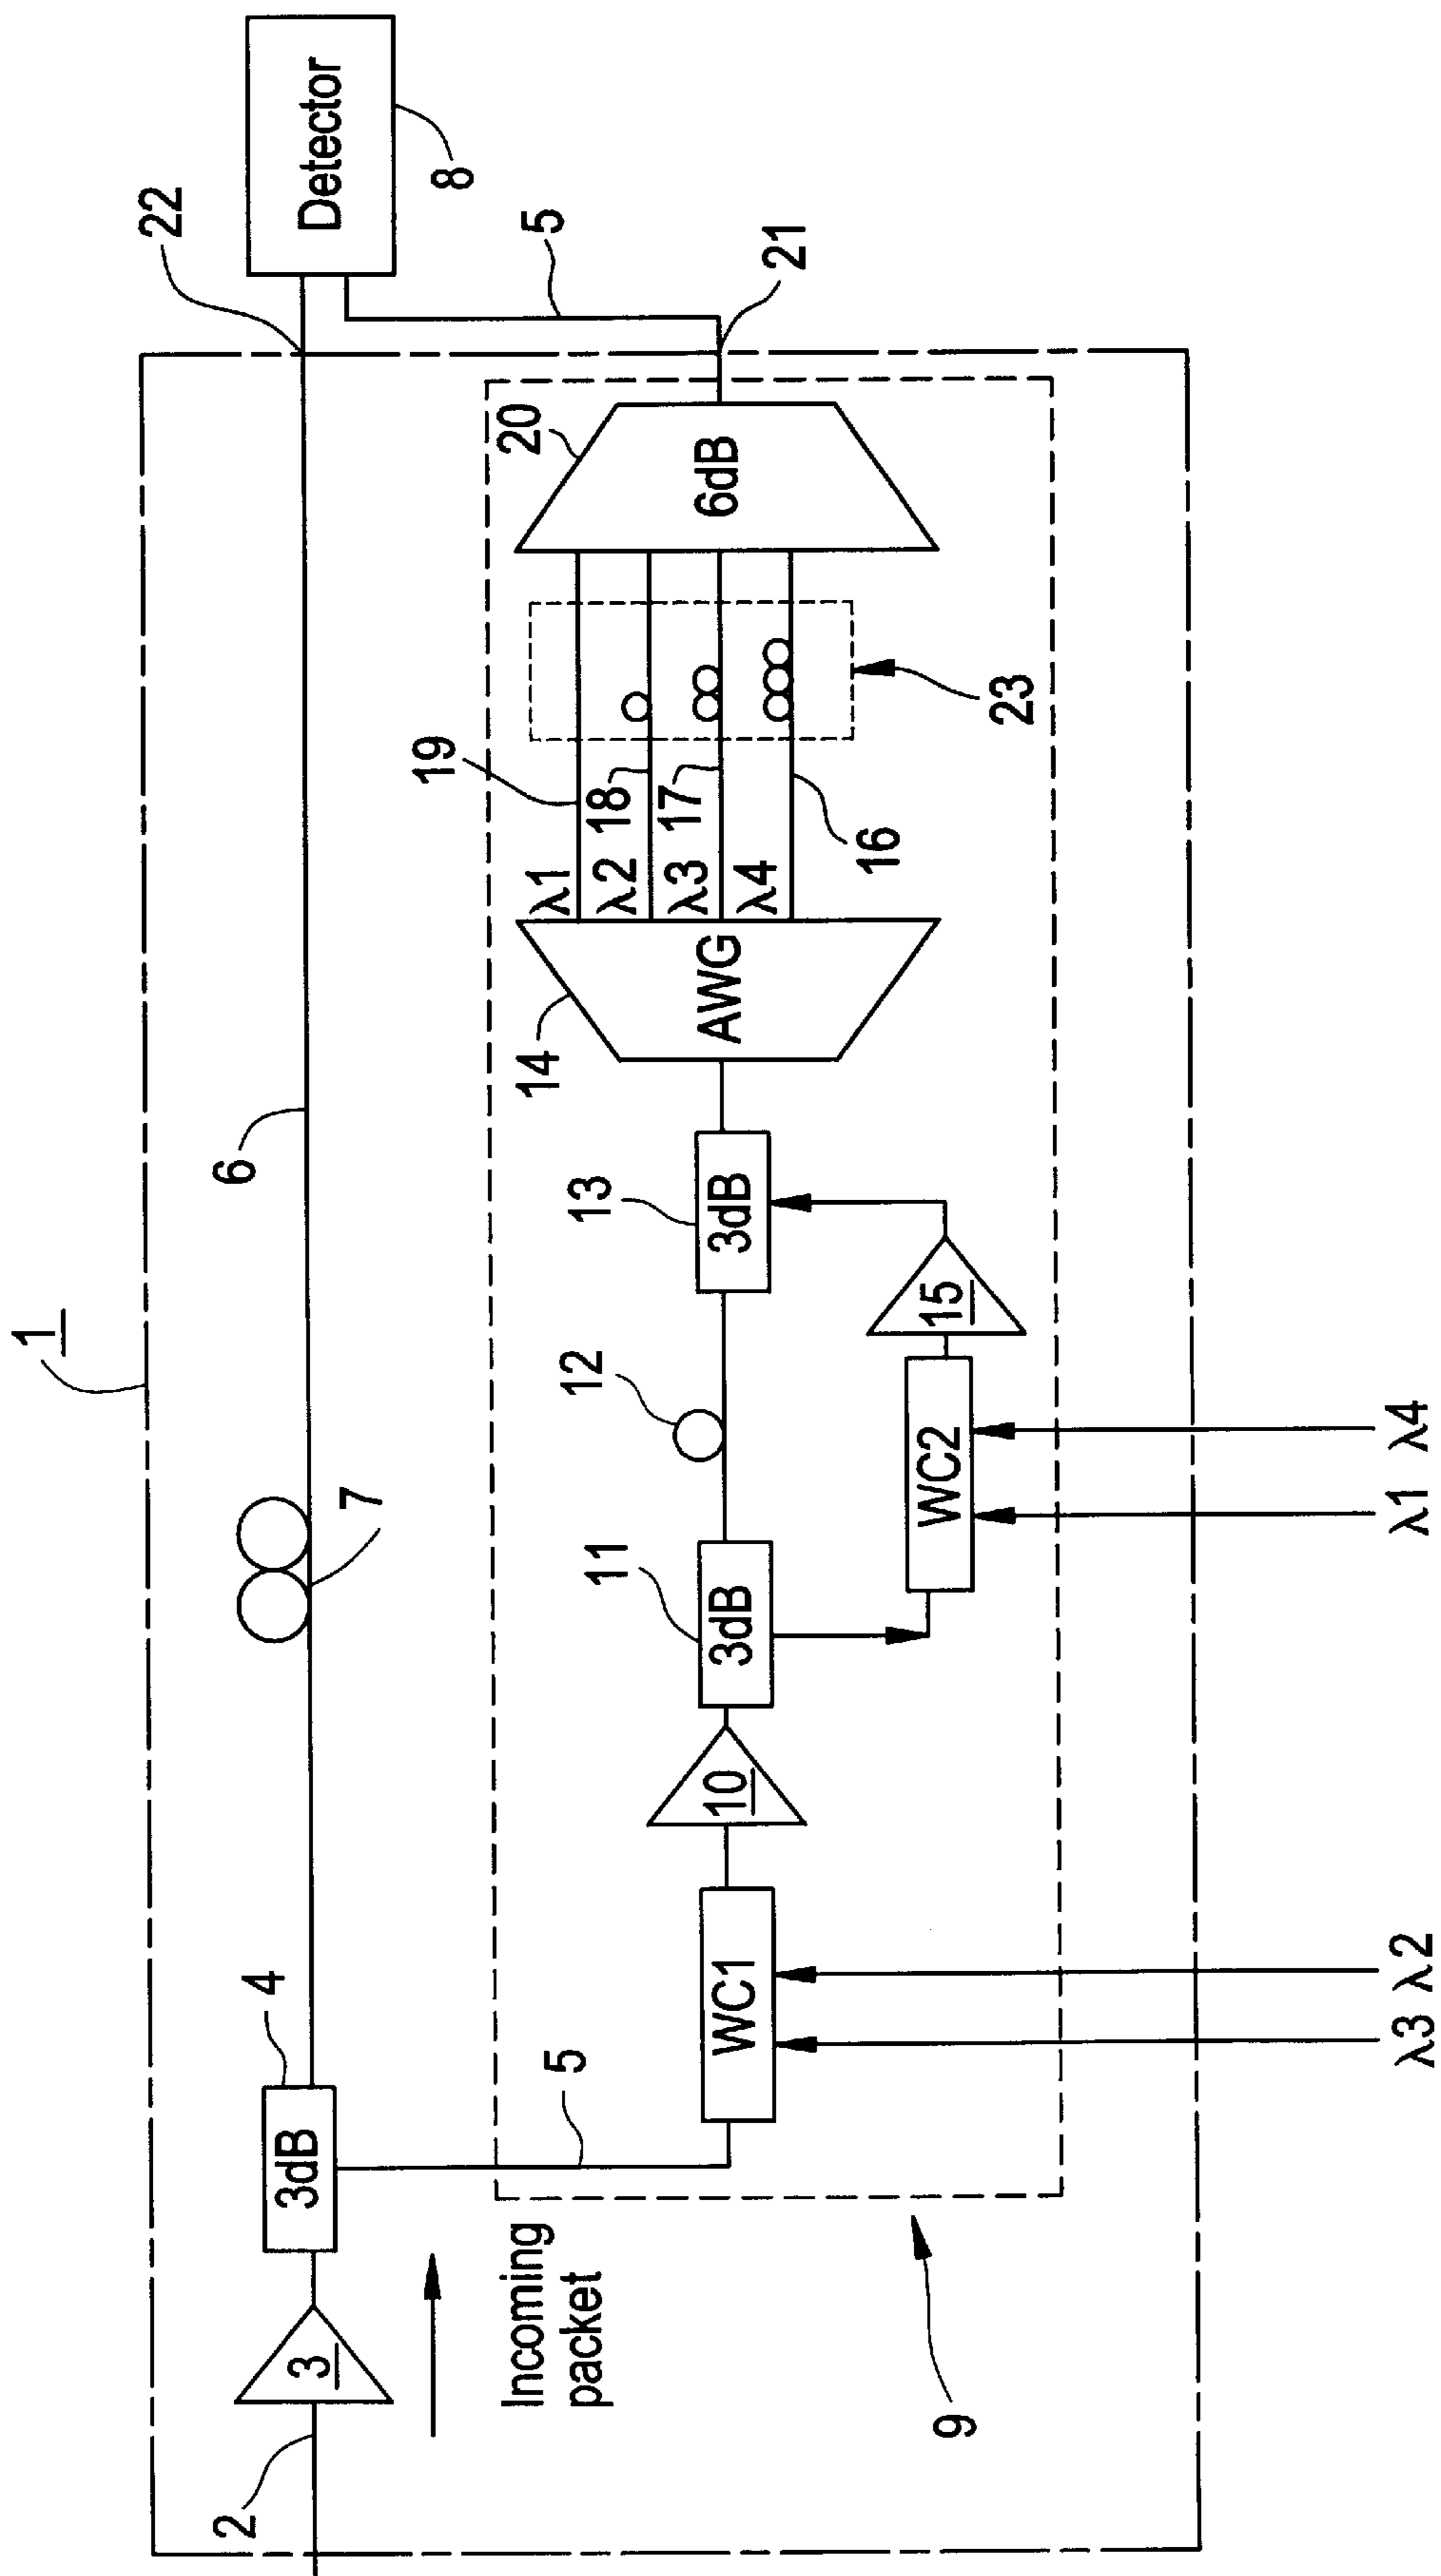 1
22
Detector
8
6
7
4
3dB
3
2
Incoming
packet
5
5
21
20
6dB
23
19
18
17
16
λ1
λ2
λ3
λ4
14
AWG
13
3dB
12
11
3dB
15
10
WC2
WC1
9
λ3 λ2
λ1 λ4